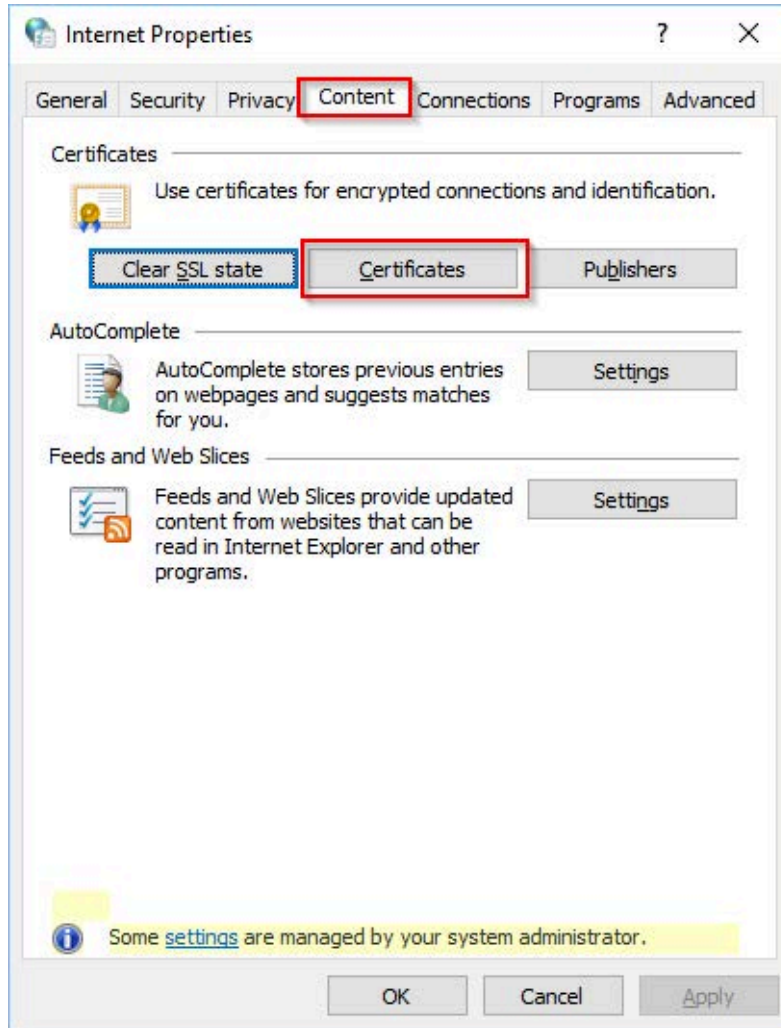 Internet Properties
?
General Security Privacy Content Connections Programs Advanced
Certificates
Use certificates for encrypted connections and identification.
Clear SSL state Certificates Publishers
AutoComplete
AutoComplete stores previous entries
on webpages and suggests matches
for you.
Settings
Feeds and Web Slices
Feeds and Web Slices provide updated
content from websites that can be
read in Internet Explorer and other
programs.
Settings
Some settings are managed by your system administrator.
OK Cancel Apply